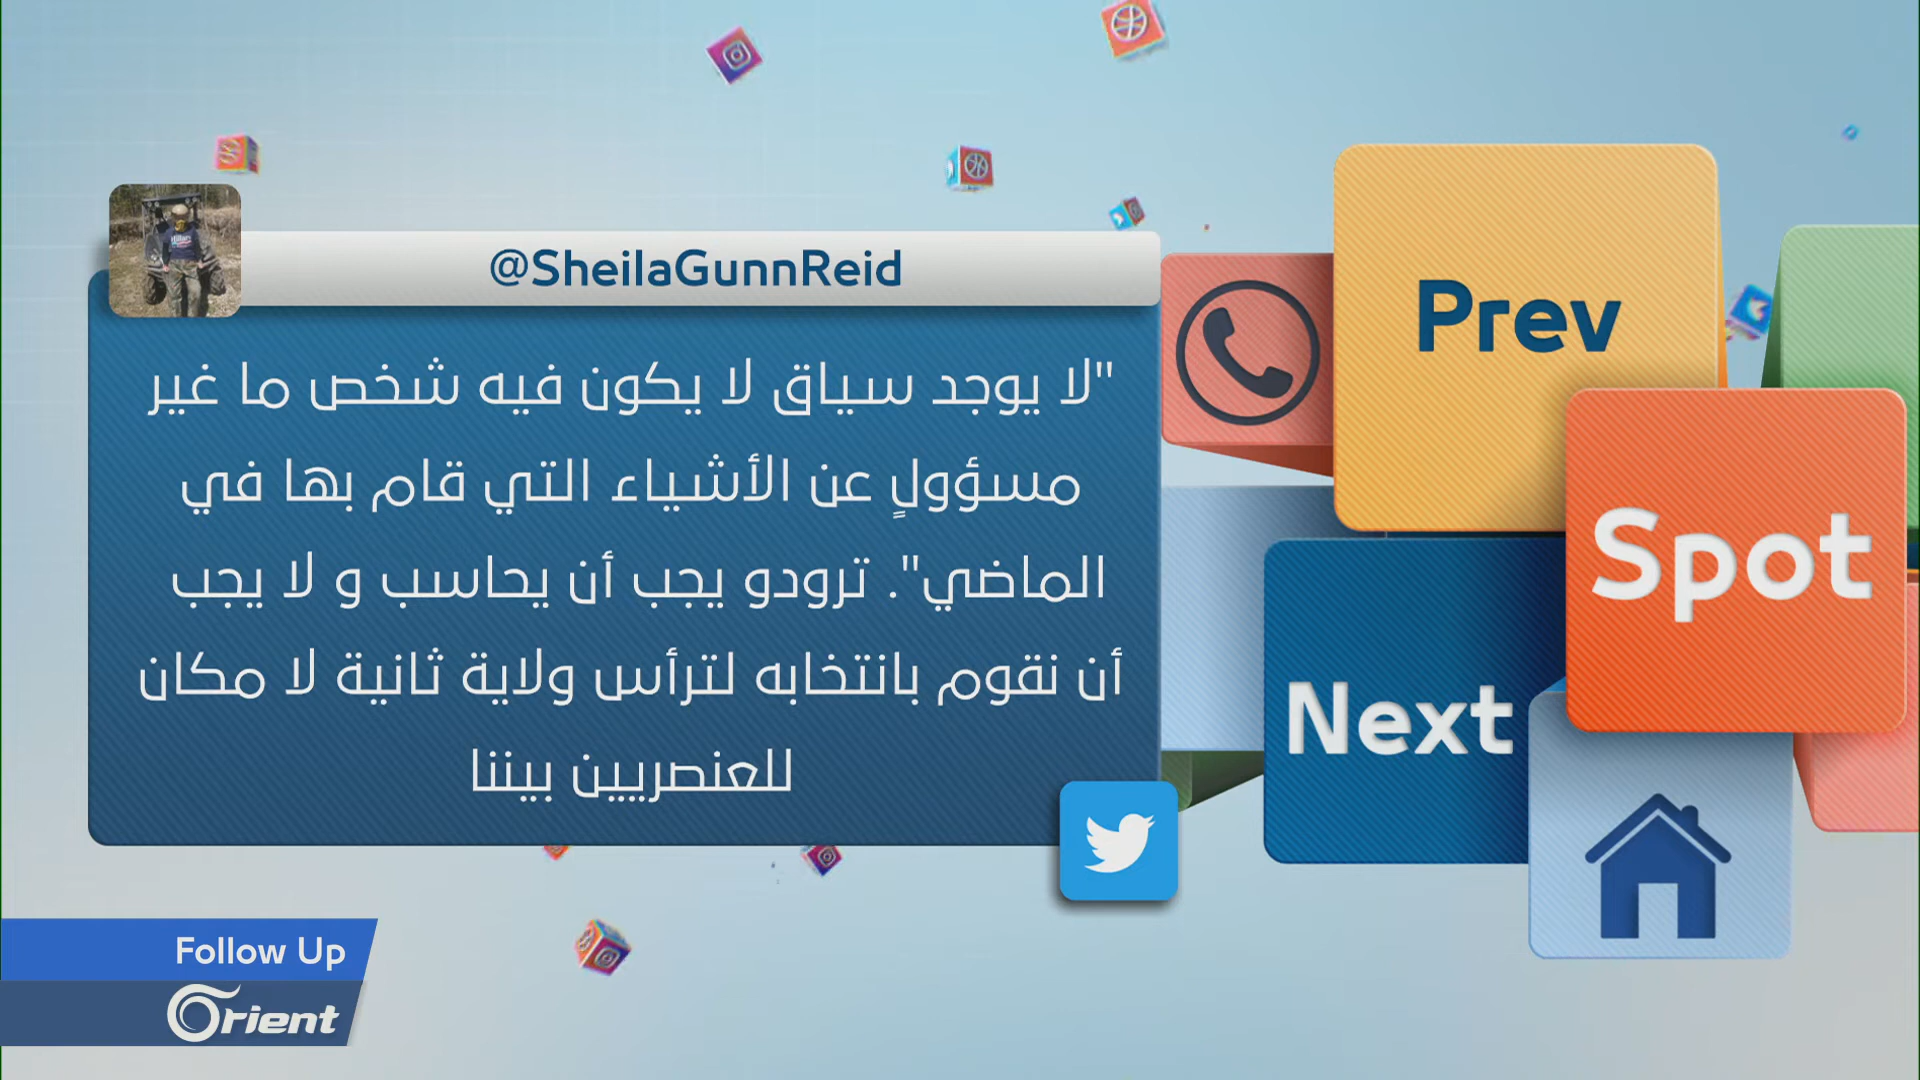 @SheilaGunnReid
"لا يوجد سياق لا يكون فيه شخص ما غير
مسؤولٍ عن الأشياء التي قام بها في
الماضي". ترودو يجب أن يحاسب و لا يجب
أن نقوم بانتخابه لترأس ولاية ثانية لا مكان
للعنصريين بيننا
Prev
Spot
Next
Follow Up
Orient